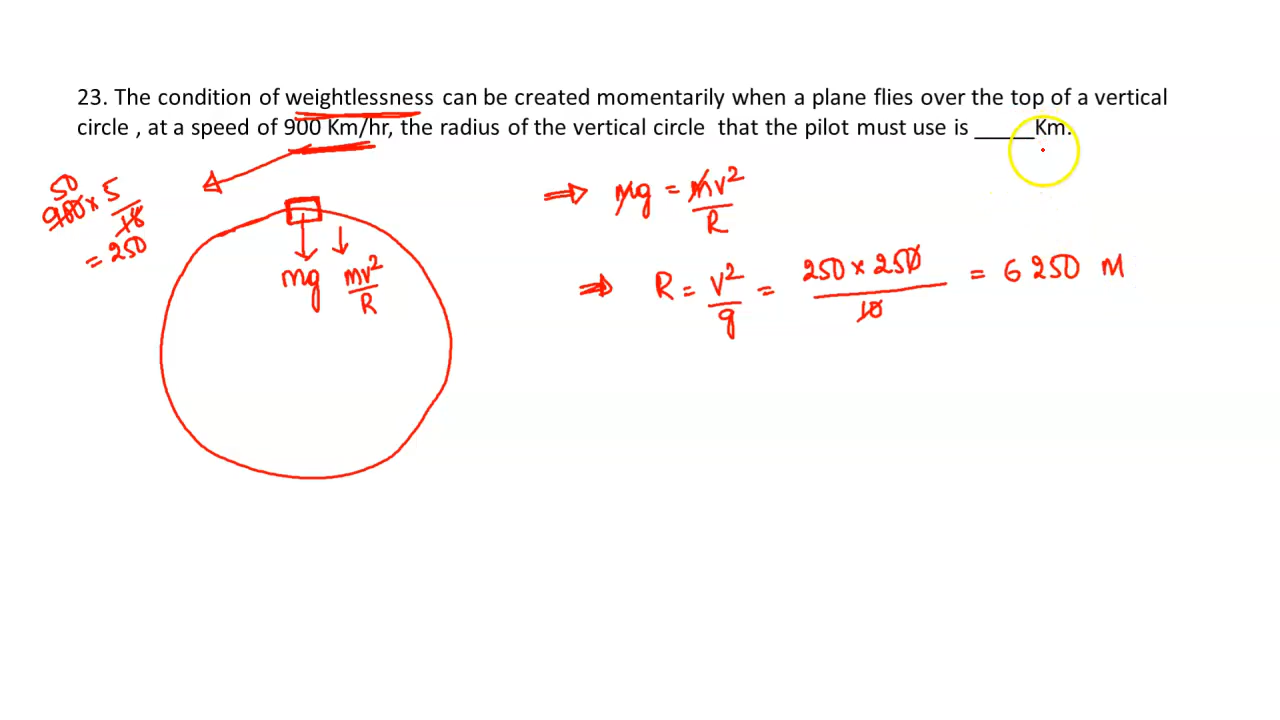 23. The condition of weightlessness can be created momentarily when a plane flies over the top of a vertical
circle , at a speed of 900 Km/hr, the radius of the vertical circle that the pilot must use is _____Km.
50
900 × 5/18
= 250
mg mv²/R
⇒ mg = mv²/R
⇒ R = v²/g = 250 × 250/10 = 6250 M